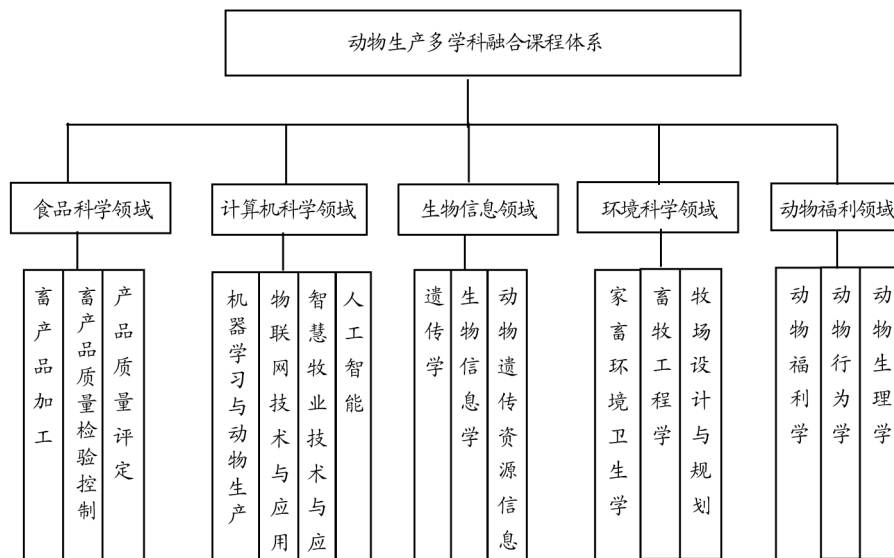 动物生产多学科融合课程体系
食品科学领域
计算机科学领域
生物信息领域
环境科学领域
动物福利领域
畜产品加工
畜产品质量检验控制
产品质量评定
机器学习与动物生产
物联网技术与应用
智慧牧业技术与应
人工智能
遗传学
生物信息学
动物遗传资源信息
家畜环境卫生学
畜牧工程学
牧场设计与规划
动物福利学
动物行为学
动物生理学